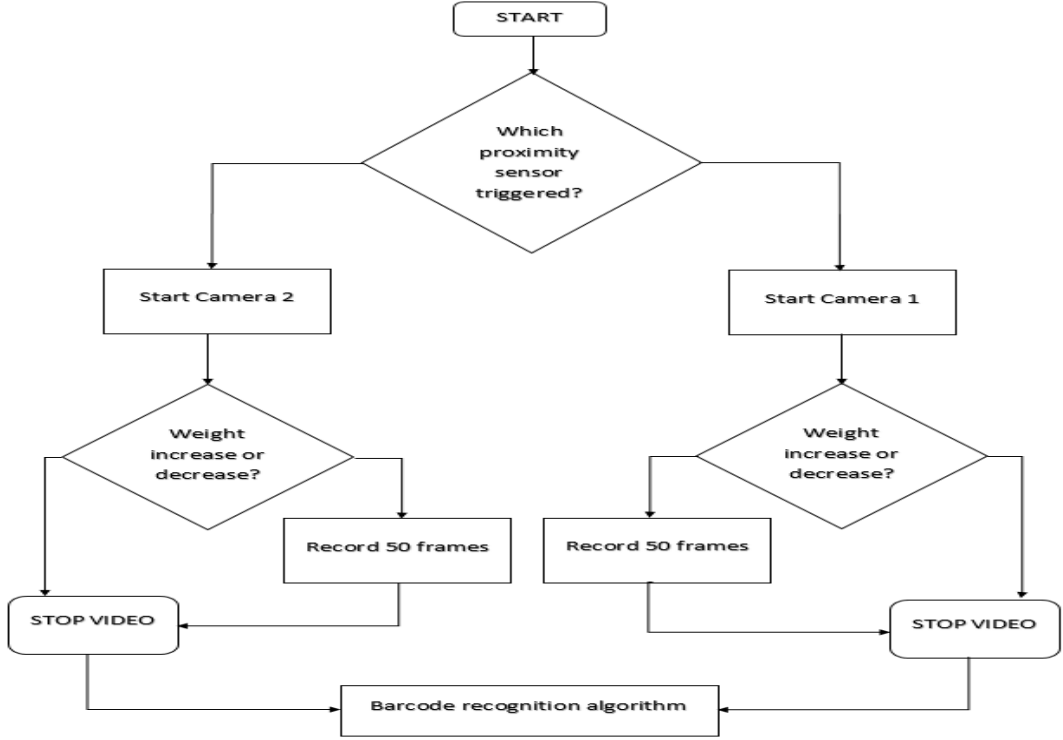 START
Which
proximity
sensor
triggered?
Start Camera 2
Start Camera 1
Weight
increase or
decrease?
Weight
increase or
decrease?
Record 50 frames
Record 50 frames
STOP VIDEO
STOP VIDEO
Barcode recognition algorithm